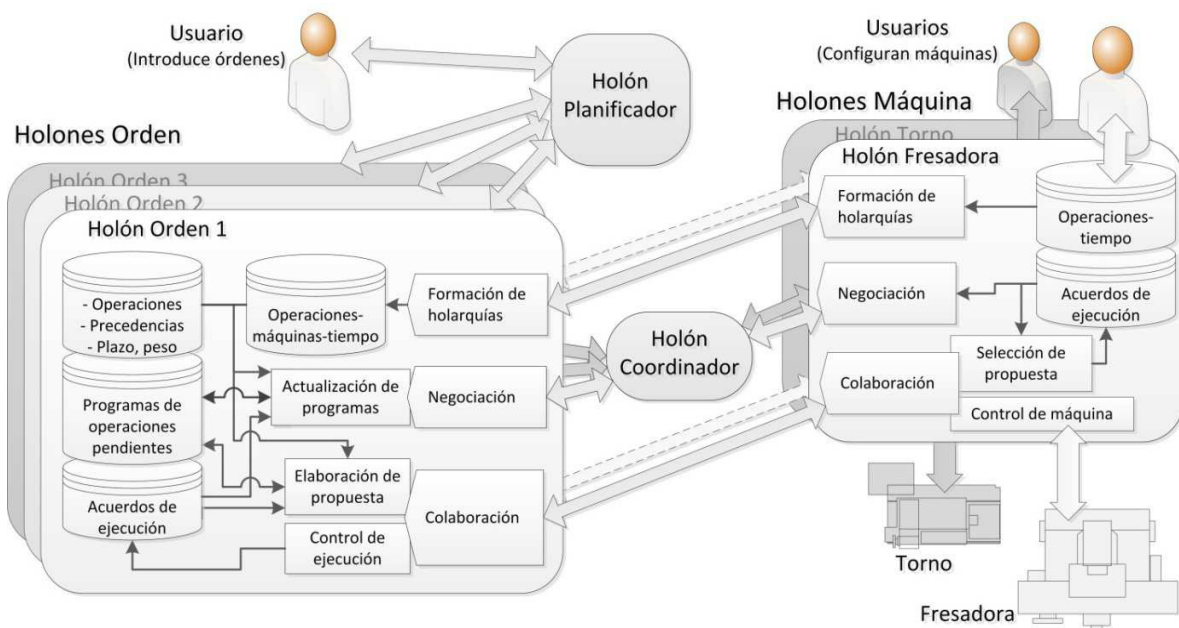 Usuario
(Introduce órdenes)
Holón
Planificador
Usuarios
(Configuran máquinas)
Holones Orden
Holón Orden 3
Holón Orden 2
Holón Orden 1
- Operaciones
- Precedencias
- Plazo, peso
Operaciones-
máquinas-tiempo
Formación de
holarquías
Programas de
operaciones
pendientes
Actualización de
programas
Negociación
Acuerdos de
ejecución
Elaboración de
propuesta
Control de
ejecución
Colaboración
Holón
Coordinador
Holones Máquina
Holón Torno
Holón Fresadora
Formación de
holarquías
Operaciones-
tiempo
Negociación
Acuerdos de
ejecución
Selección de
propuesta
Colaboración
Control de máquina
Torno
Fresadora